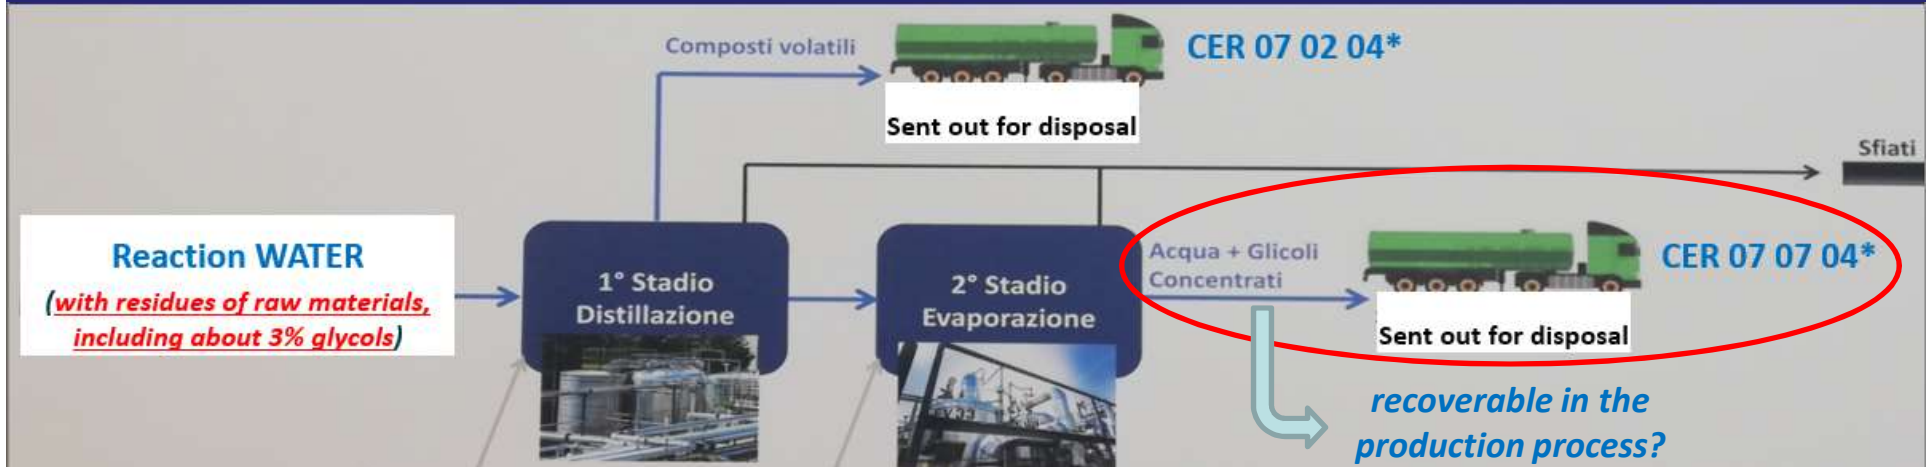 Composti volatili
CER 07 02 04*
Sent out for disposal
Sfiati
Reaction WATER
(with residues of raw materials,
including about 3% glycols)
1° Stadio
Distillazione
2° Stadio
Evaporazione
Acqua + Glicoli
Concentrati
CER 07 07 04*
Sent out for disposal
recoverable in the
production process?